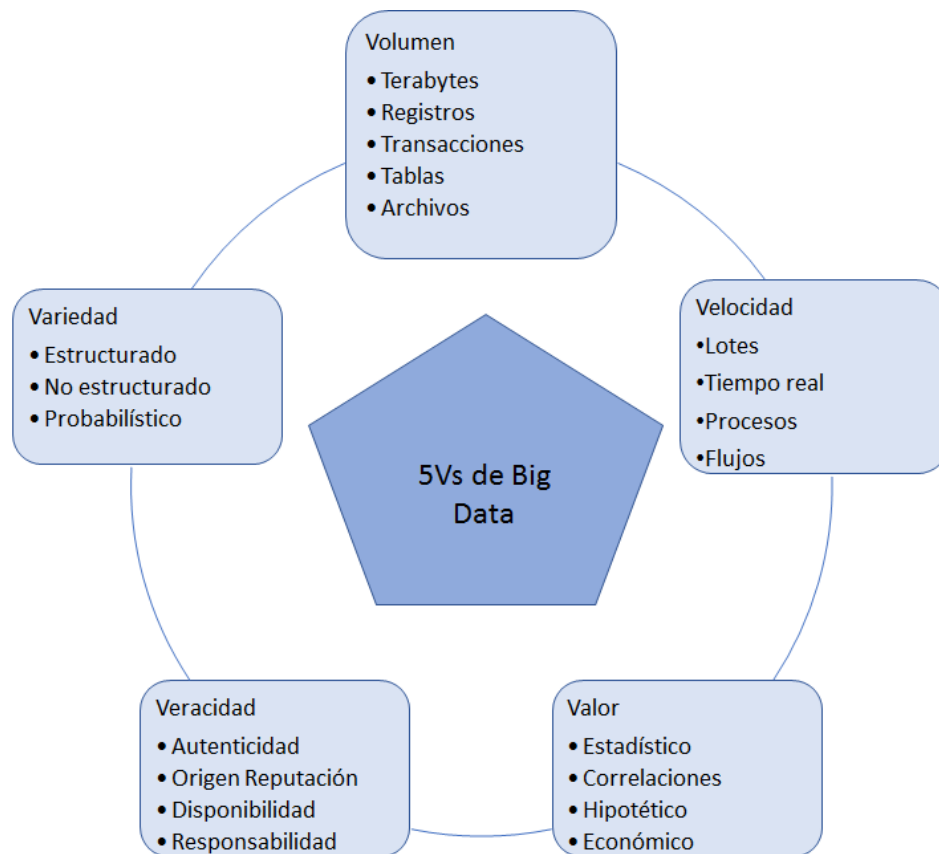 Volumen
• Terabytes
• Registros
• Transacciones
• Tablas
• Archivos
Variedad
• Estructurado
• No estructurado
• Probabilístico
Velocidad
•Lotes
•Tiempo real
•Procesos
•Flujos
5Vs de Big
Data
Veracidad
• Autenticidad
• Origen Reputación
• Disponibilidad
• Responsabilidad
Valor
• Estadístico
• Correlaciones
• Hipotético
• Económico